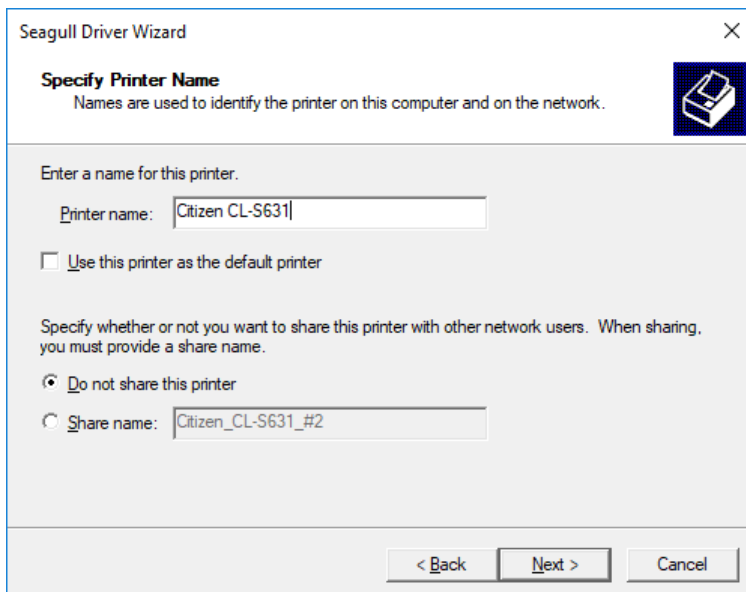 Seagull Driver Wizard
Specify Printer Name
Names are used to identify the printer on this computer and on the network.
Enter a name for this printer.
Printer name: Citizen CL-S631
Use this printer as the default printer
Specify whether or not you want to share this printer with other network users.  When sharing,
you must provide a share name.
Do not share this printer
Share name: Citizen_CL-S631_#2
< Back Next > Cancel